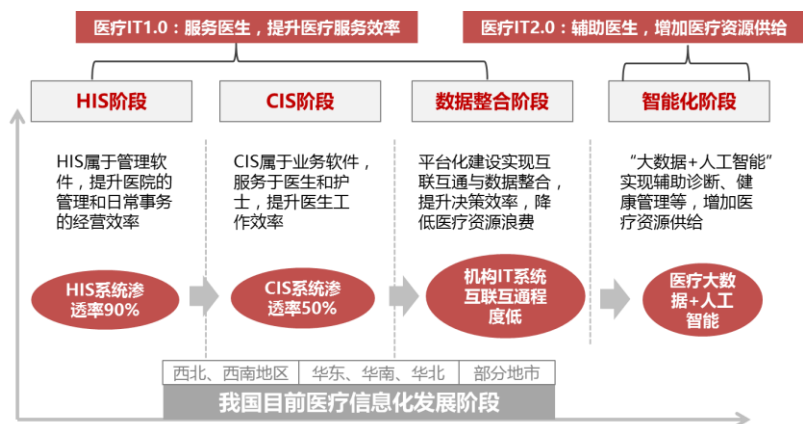 医疗IT1.0：服务医生，提升医疗服务效率
医疗IT2.0：辅助医生，增加医疗资源供给
HIS阶段
CIS阶段
数据整合阶段
智能化阶段
HIS属于管理软
件，提升医院的
管理和日常事务
的经营效率
CIS属于业务软件，
服务于医生和护
士，提升医生工
作效率
平台化建设实现互
联互通与数据整合，
提升决策效率，降
低医疗资源浪费
“大数据+人工智能”
实现辅助诊断、健
康管理等，增加医
疗资源供给
HIS系统渗
透率90%
CIS系统渗
透率50%
机构IT系统
互联互通程
度低
医疗大数
据+人工
智能
西北、西南地区
华东、华南、华北
部分地市
我国目前医疗信息化发展阶段